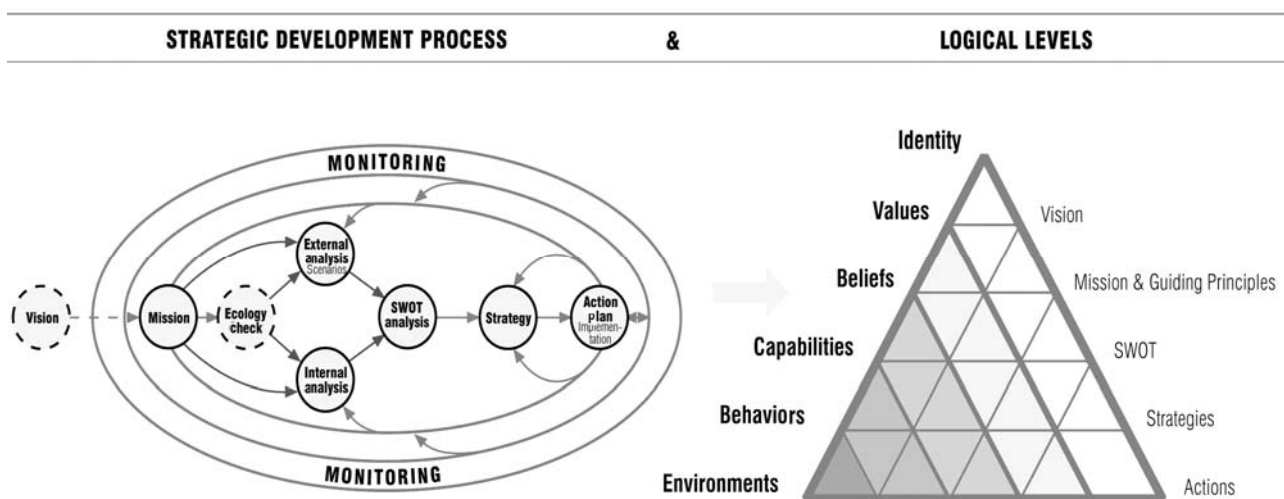 STRATEGIC DEVELOPMENT PROCESS & LOGICAL LEVELS
MONITORING
External
analysis
Scenarios
Vision
Mission
Ecology
check
SWOT
analysis
Strategy
Action
plan
Implemen-
tation
Internal
analysis
MONITORING
Identity
Values
Vision
Beliefs
Mission & Guiding Principles
Capabilities
SWOT
Behaviors
Strategies
Environments
Actions